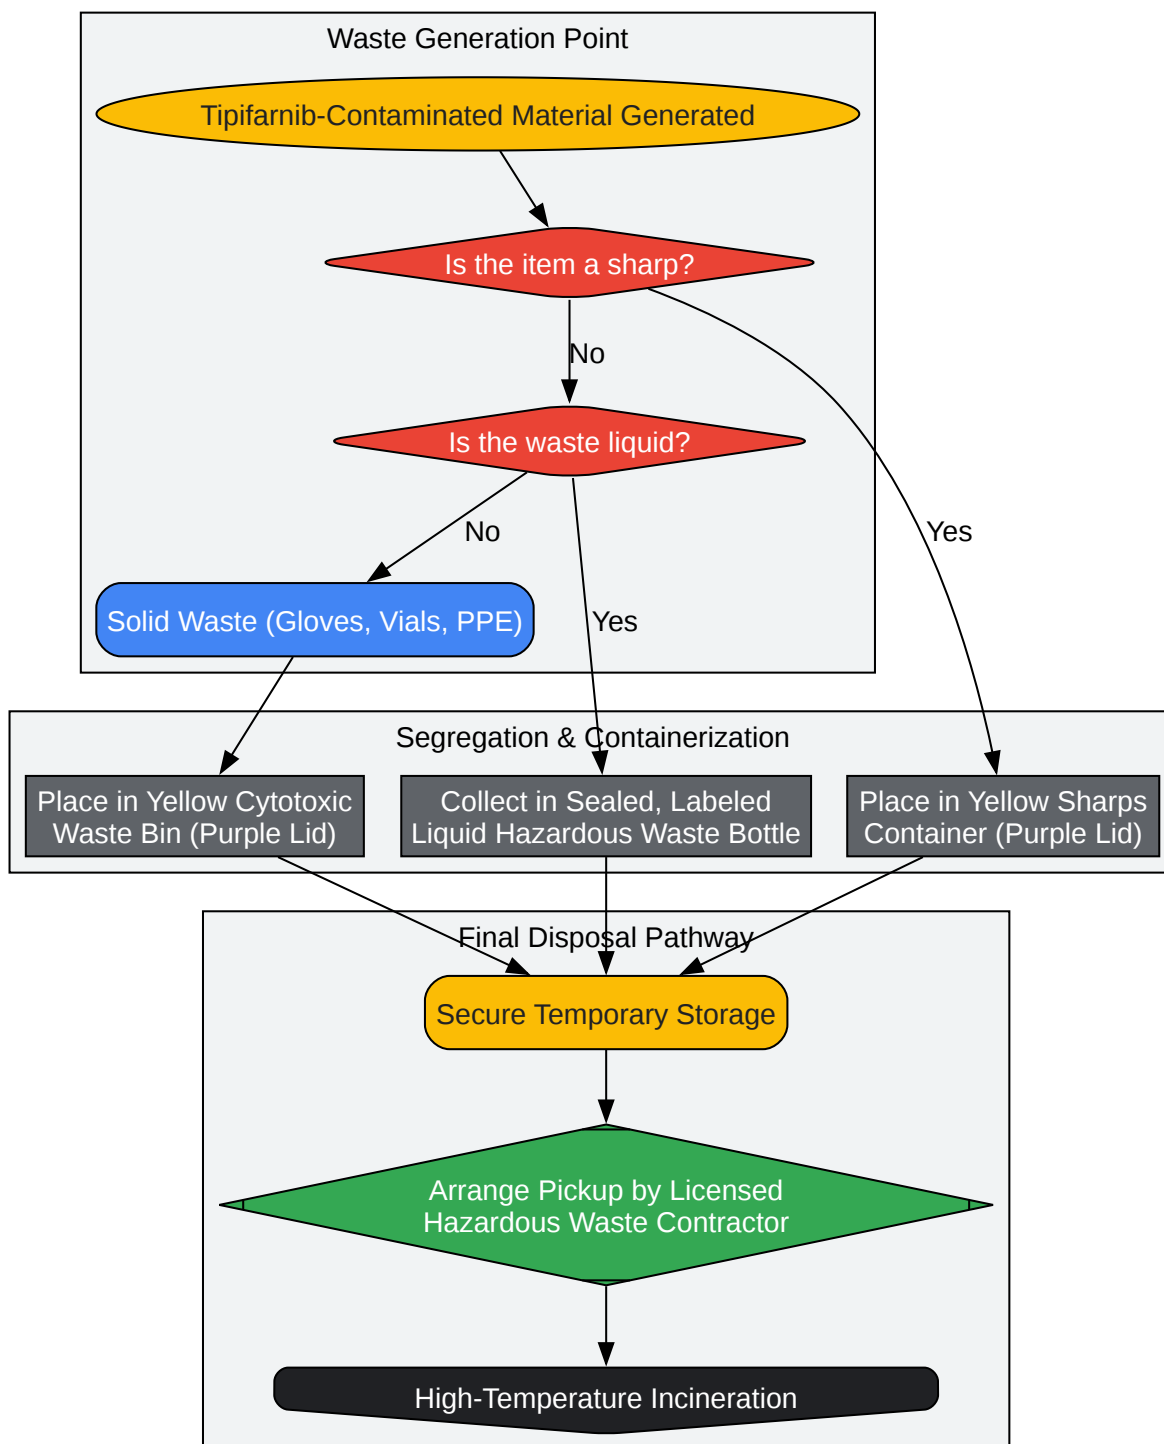 Waste Generation Point
Tipifarnib-Contaminated Material Generated
Is the item a sharp?
No
Is the waste liquid?
No
Yes
Solid Waste (Gloves, Vials, PPE)
Yes
Segregation & Containerization
Place in Yellow Cytotoxic
Waste Bin (Purple Lid)
Collect in Sealed, Labeled
Liquid Hazardous Waste Bottle
Place in Yellow Sharps
Container (Purple Lid)
Final Disposal Pathway
Secure Temporary Storage
Arrange Pickup by Licensed
Hazardous Waste Contractor
High-Temperature Incineration